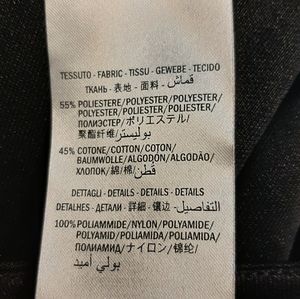 TESSUTO - FABRIC - TISSU - GEWEBE - TECIDO
ТКАНЬ - 表地 - 面料 - قماش
55% POLIESTERE/POLYESTER/POLYESTER/
POLYESTER/POLIESTER/POLIESTER/
ПОЛИЭСТЕР/ポリエステル/
聚酯纤维/بوليستر
45% COTONE/COTTON/COTON/
BAUMWOLLE/ALGODON/ALGODÃO/
ХЛОПОК/綿/棉/قطن
DETTAGLI - DETAILS - DETAILS - DETAILS -
DETALHES - ДЕТАЛИ - 詳細 - 镶边 - التفاصيل
100% POLIAMMIDE/NYLON/POLYAMIDE/
POLYAMID/POLIAMIDA/POLIAMIDA/
ПОЛИАМИД/ナイロン/锦纶/
بولي أميد